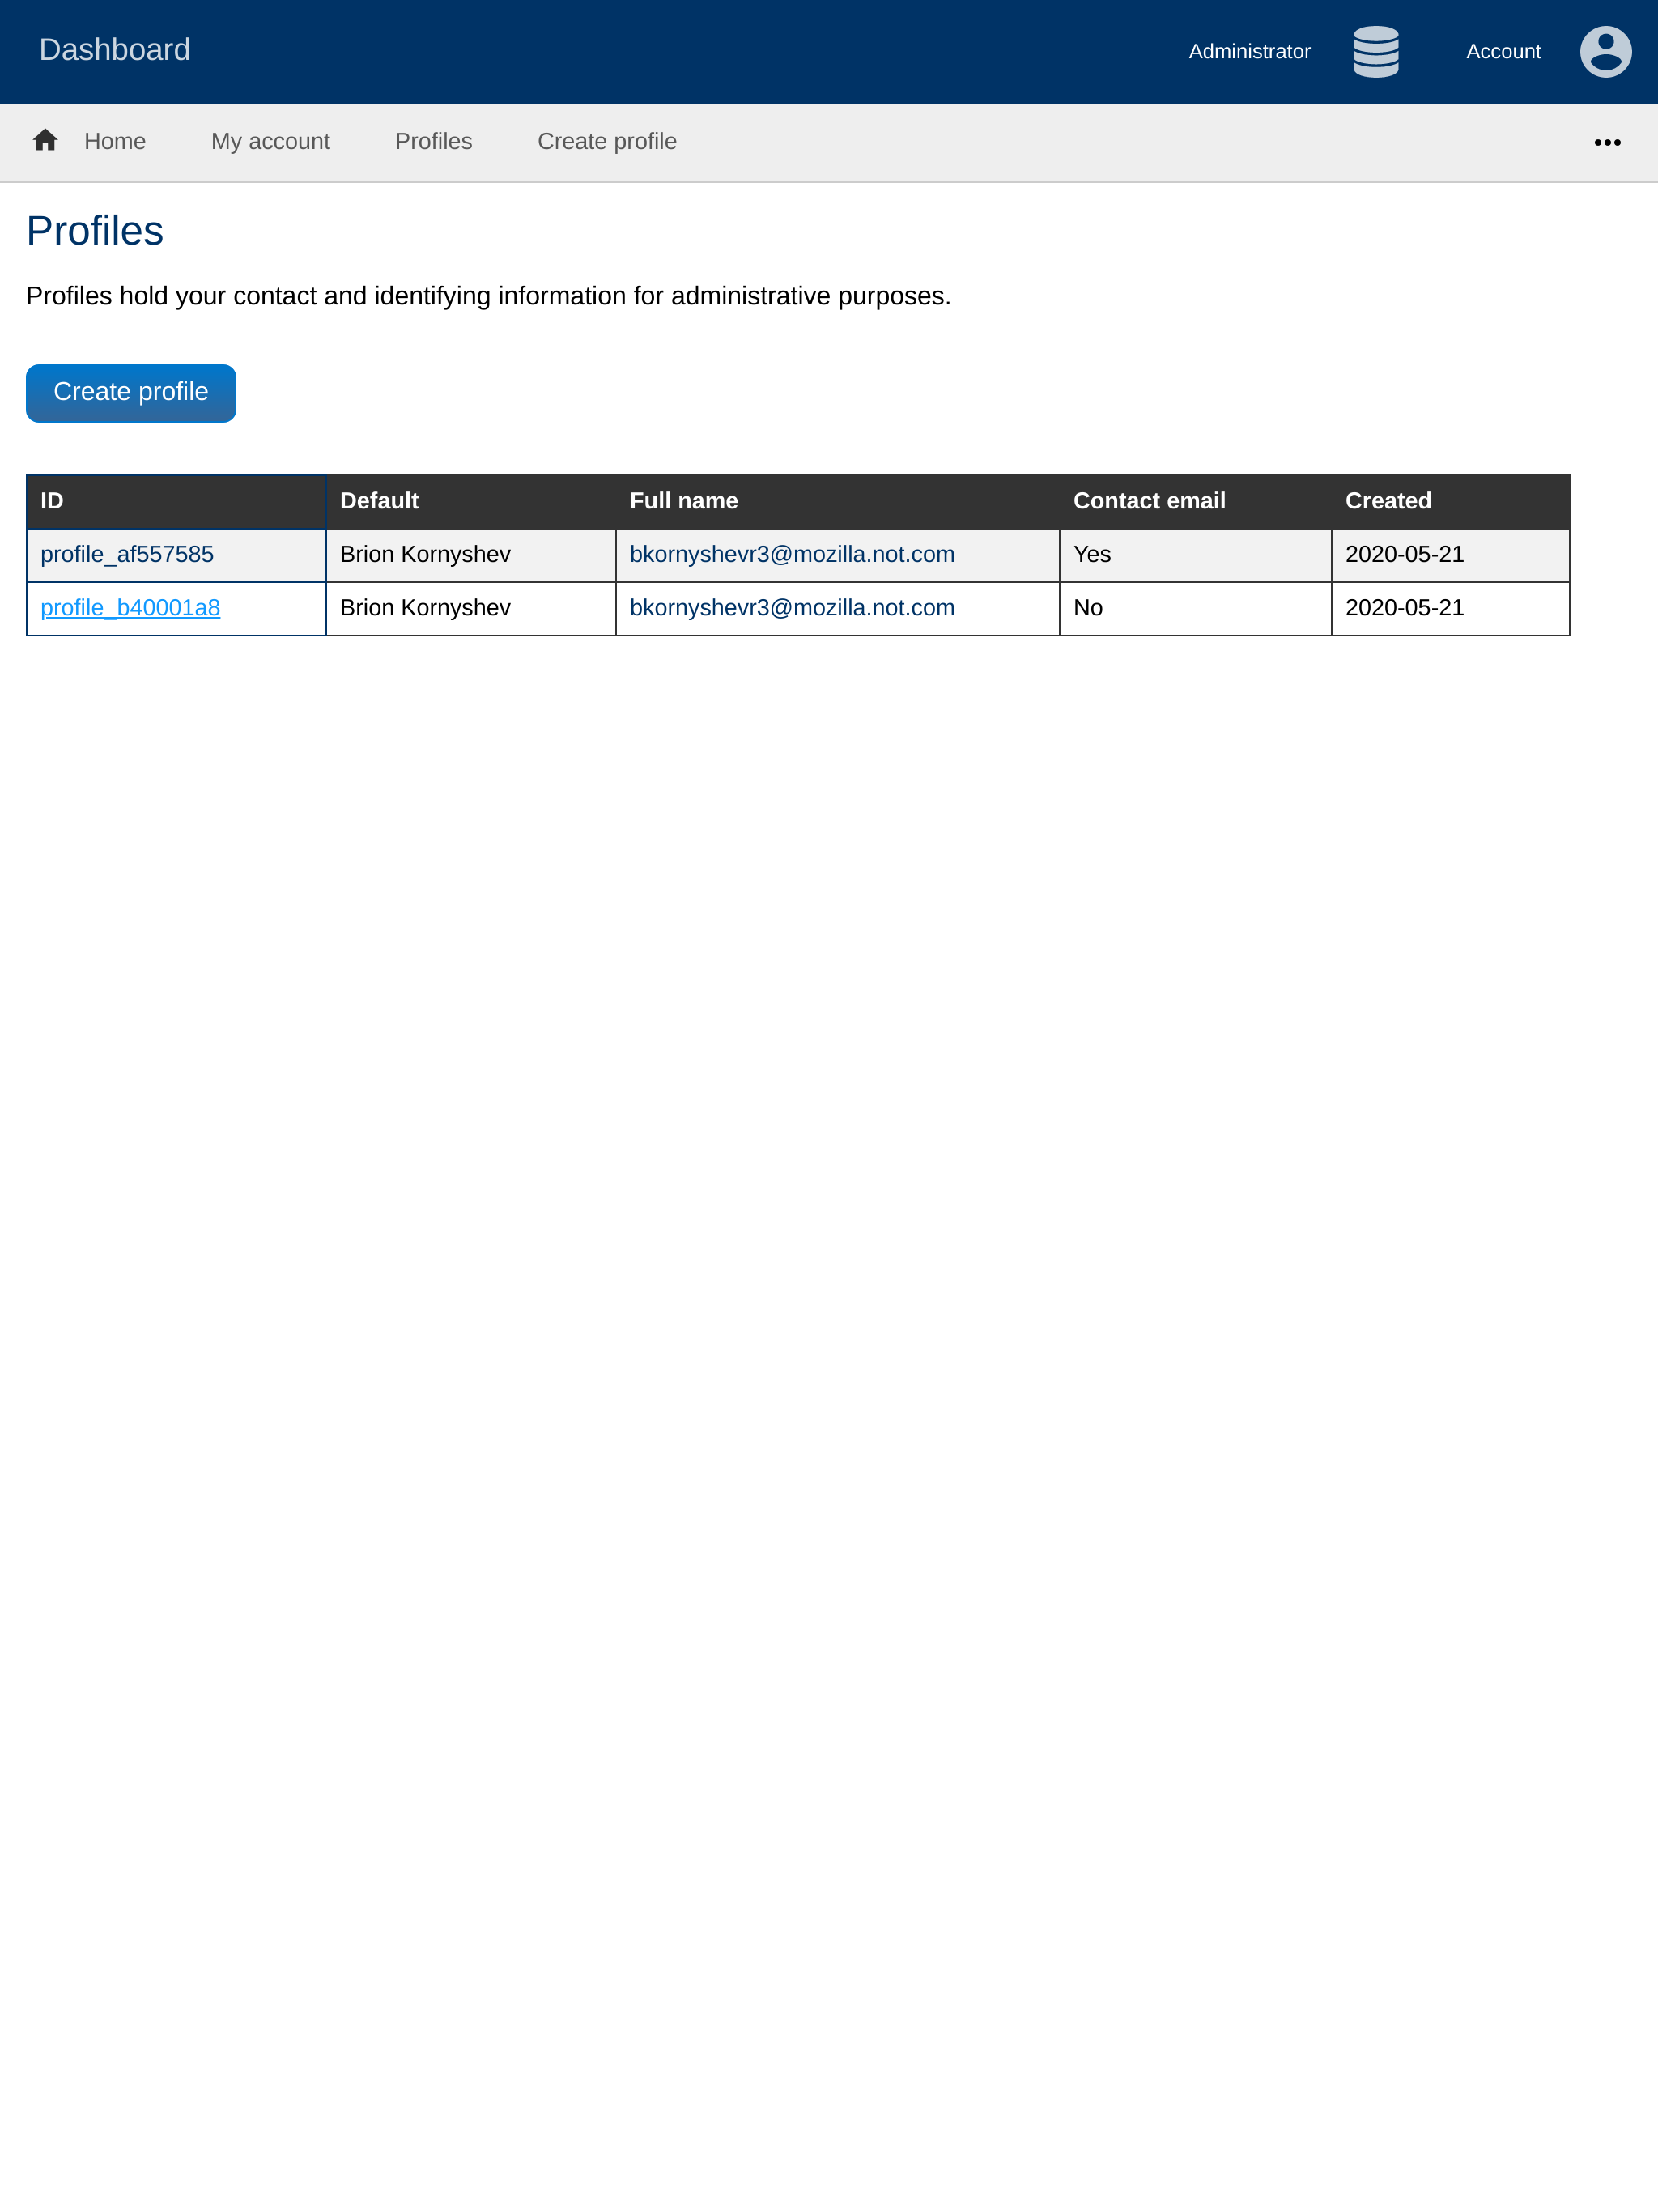 Dashboard Administrator Account
Home My account Profiles Create profile
Profiles
Profiles hold your contact and identifying information for administrative purposes.
Create profile
ID Default Full name Contact email Created
profile_af557585 Brion Kornyshev bkornyshevr3@mozilla.not.com Yes 2020-05-21
profile_b40001a8 Brion Kornyshev bkornyshevr3@mozilla.not.com No 2020-05-21